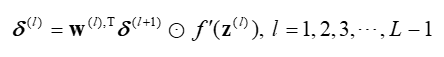 δ^{(l)} = w^{(l),T} δ^{(l+1)} ⊙ f′(z^{(l)}), l = 1, 2, 3, ⋯, L − 1